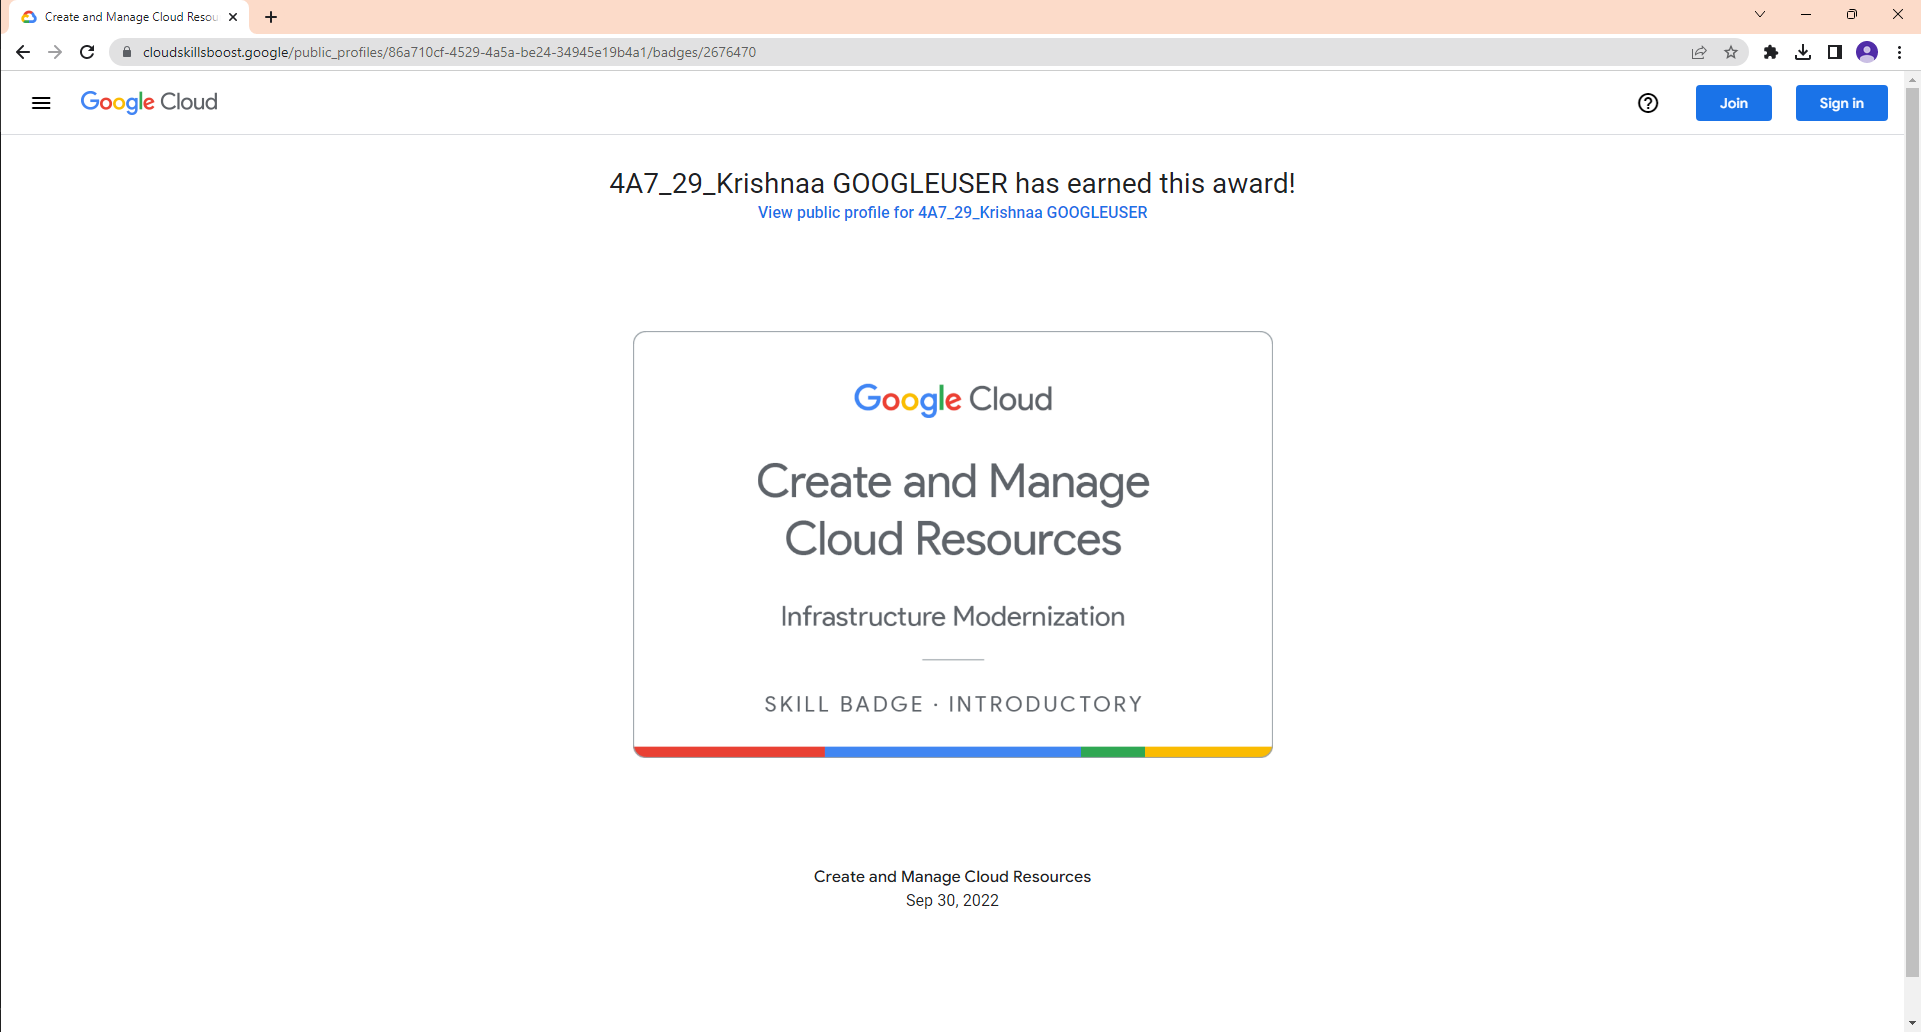 Create and Manage Cloud Resou
cloudskillsboost.google/public_profiles/86a710cf-4529-4a5a-be24-34945e19b4a1/badges/2676470
Google Cloud
Join
Sign in
4A7_29_Krishnaa GOOGLEUSER has earned this award!
View public profile for 4A7_29_Krishnaa GOOGLEUSER
Google Cloud
Create and Manage
Cloud Resources
Infrastructure Modernization
SKILL BADGE · INTRODUCTORY
Create and Manage Cloud Resources
Sep 30, 2022